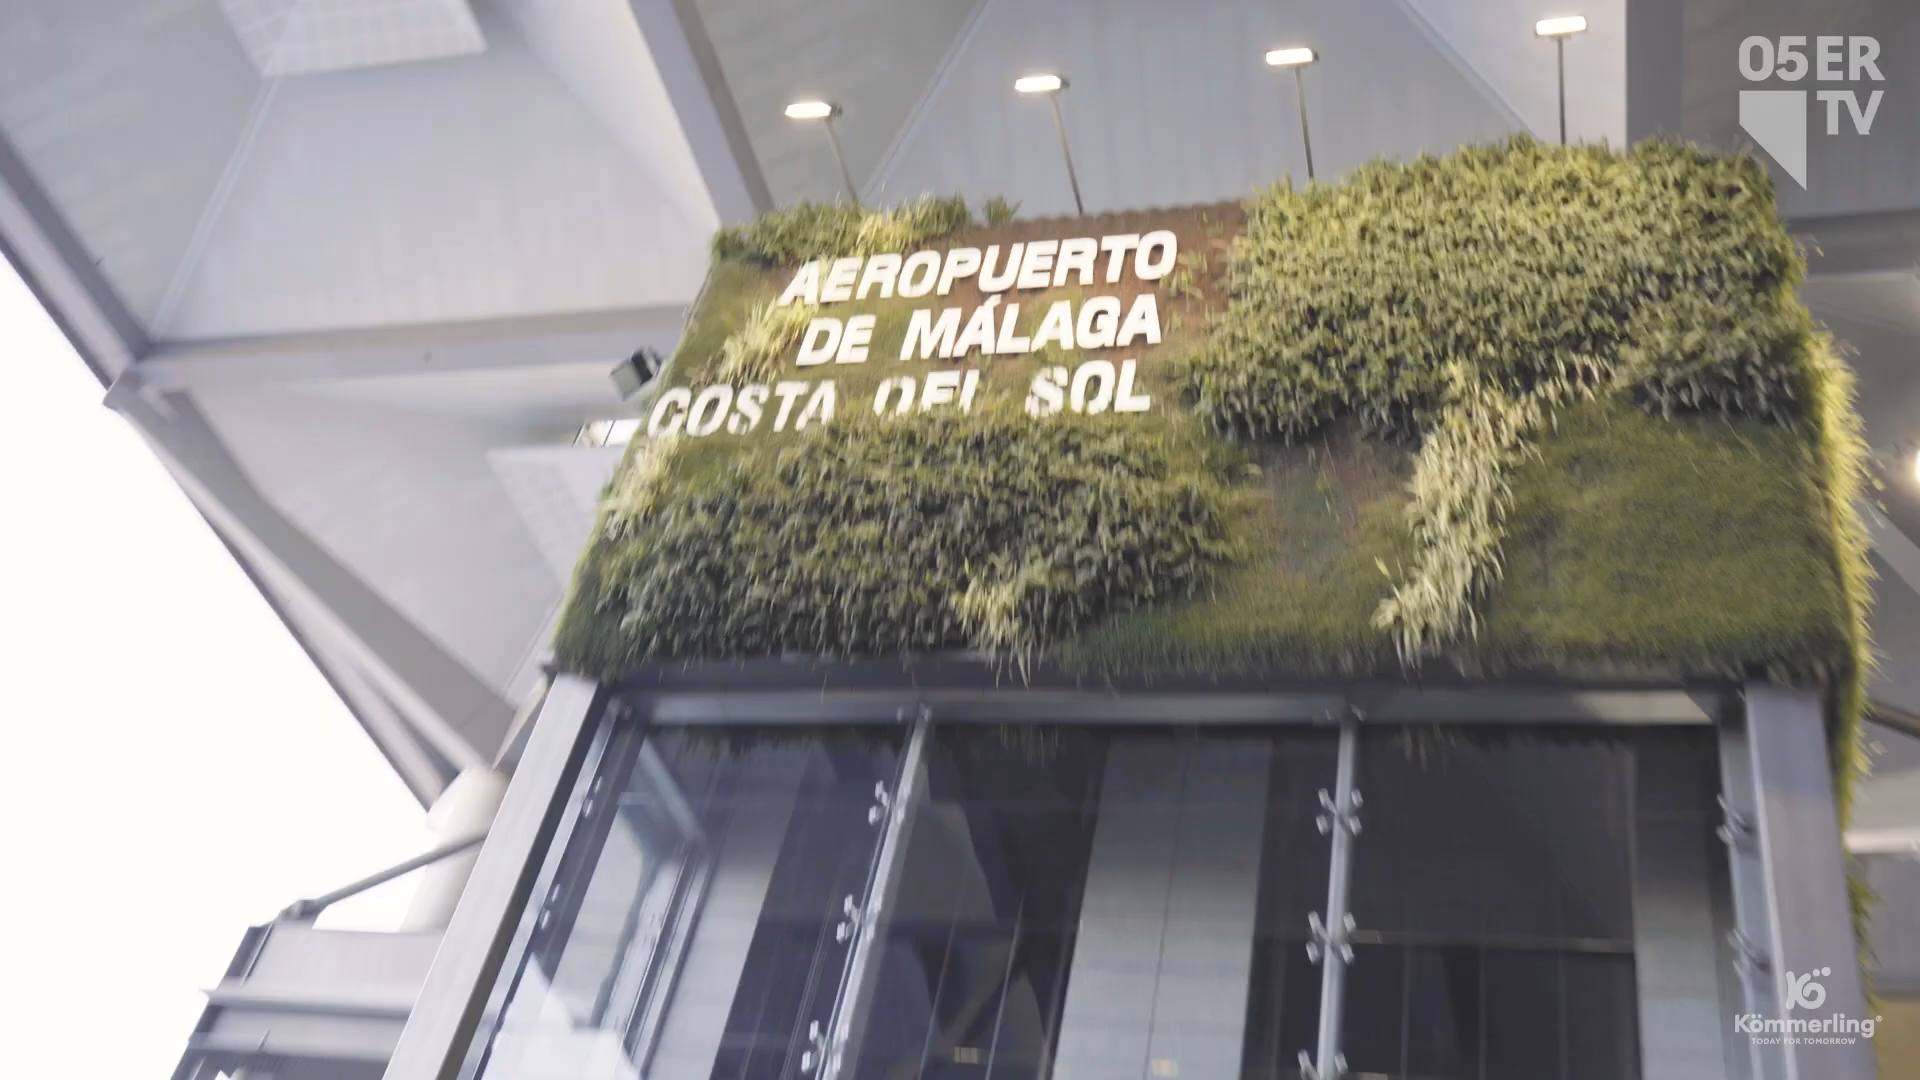 05ER
TV
AEROPUERTO
DE MÁLAGA
COSTA DEL SOL
Kömmerling®
TODAY FOR TOMORROW